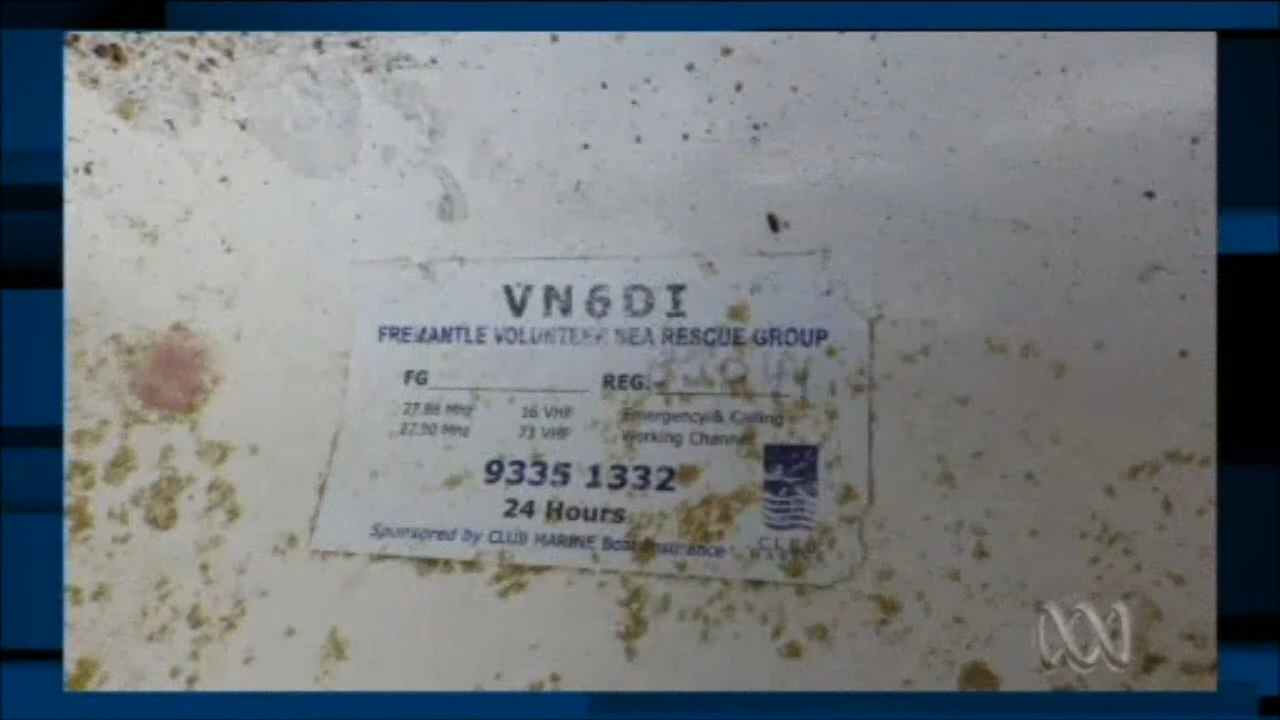 VN6DI
FREMANTLE VOLUNTEER SEA RESCUE GROUP
FG REG.
27.88 Mhz 16 VHF Emergency & Calling
27.90 Mhz 73 VHF Working Channel
9335 1332
24 Hours
Sponsored by CLUB MARINE Boat Insurance